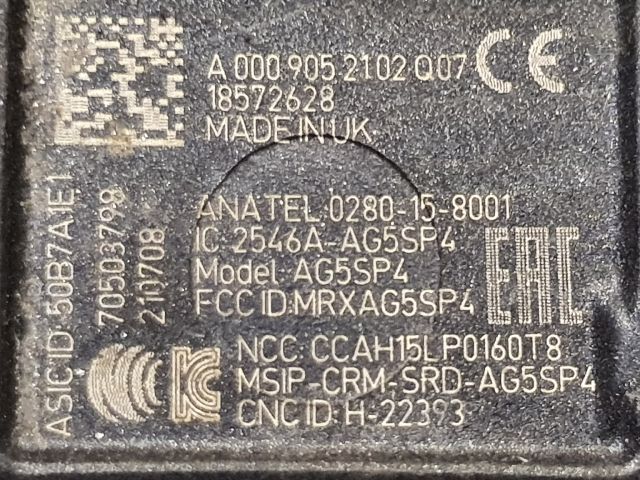 A 000 905 2102 Q07
18572628
MADE IN UK
CE
ANATEL: 0280-15-8001
IC: 2546A-AG5SP4
Model: AG5SP4
FCC ID: MRXAG5SP4
EAC
NCC: CCAH15LP0160T8
MSIP-CRM-SRD-AG5SP4
CNC ID: H-22393
ASIC ID: 50B7A1E1
70503798
210708